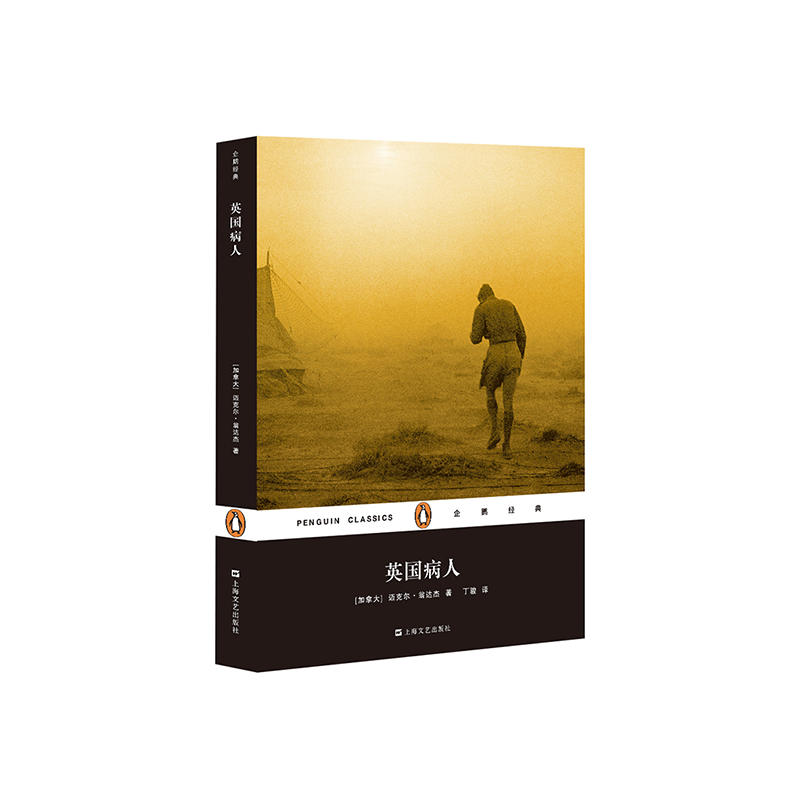 企鹅经典
英国病人
[加拿大] 迈克尔·翁达杰 著
上海文艺出版社
PENGUIN CLASSICS 企鹅经典
英国病人
[加拿大] 迈克尔·翁达杰 著 丁骏 译
上海文艺出版社